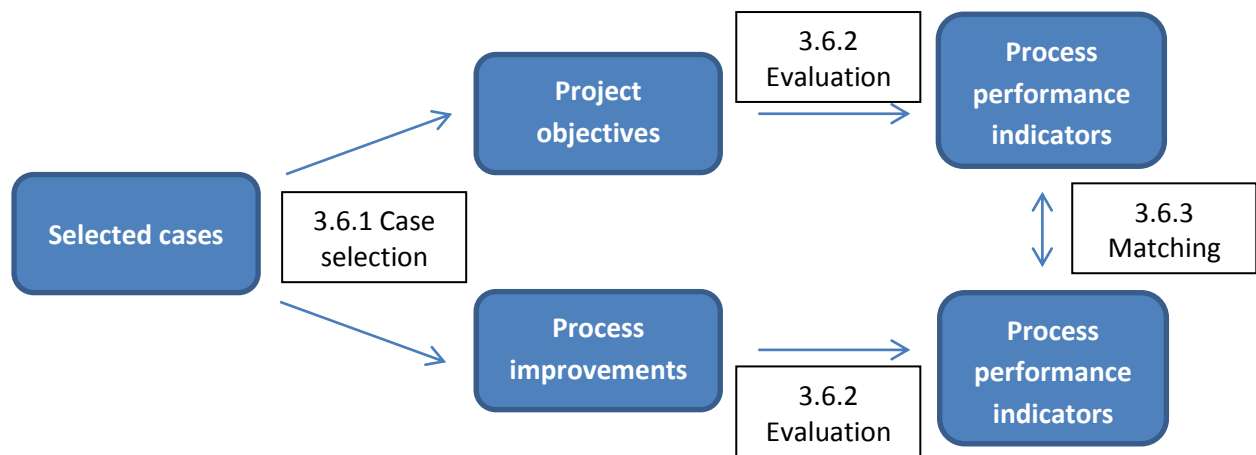 Selected cases
3.6.1 Case
selection
Project
objectives
3.6.2
Evaluation
Process
performance
indicators
3.6.3
Matching
Process
improvements
3.6.2
Evaluation
Process
performance
indicators